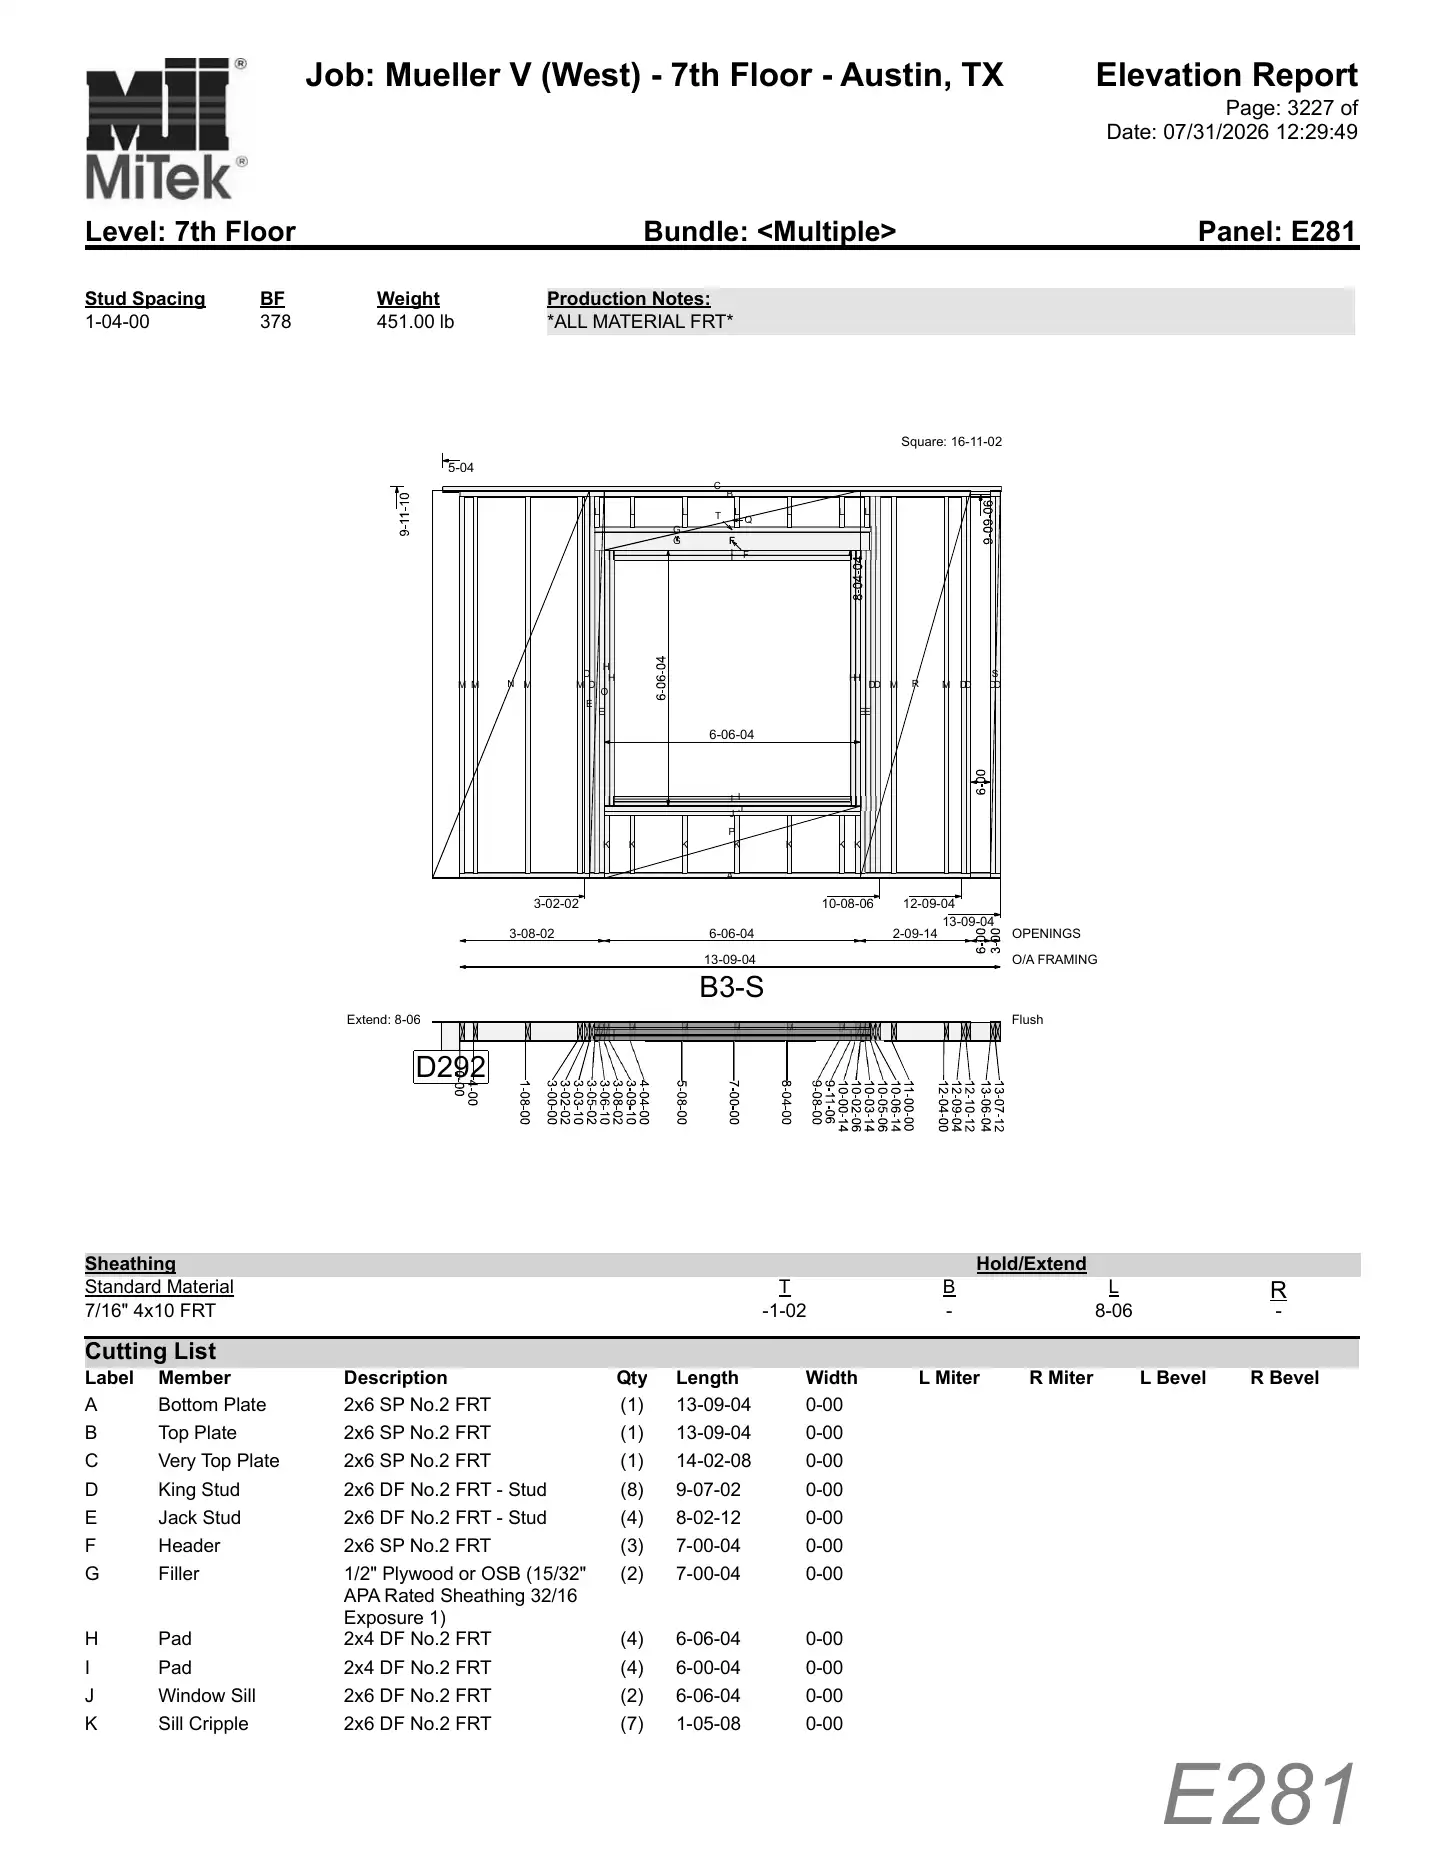 MiTek®
Job: Mueller V (West) - 7th Floor - Austin, TX
Elevation Report
Page: 3227 of
Date: 07/31/2026 12:29:49
Level: 7th Floor Bundle: <Multiple> Panel: E281
Stud Spacing BF Weight Production Notes:
1-04-00 378 451.00 lb *ALL MATERIAL FRT*
Square: 16-11-02
5-04
C
B
9-11-10
9-09-06
T
Q
G
G
F
F
8-04-04
6-06-04
H
H
HH
S
M M N M M D
O
E
E
DD M R M DD
6-06-04
6-00
J
P
K K K K K K K
A
3-02-02 10-08-06 12-09-04
13-09-04
3-08-02 6-06-04 2-09-14 6-00 3-00 OPENINGS
13-09-04 O/A FRAMING
B3-S
Extend: 8-06 Flush
D292
4-00
1-08-00
3-00-00
3-02-02
3-03-10
3-05-02
3-06-10
3-08-02
3-09-10
4-04-00
5-08-00
7-00-00
8-04-00
9-08-00
9-11-06
10-00-14
10-02-06
10-03-14
10-05-06
10-06-14
11-00-00
12-04-00
12-09-04
12-10-12
13-06-04
13-07-12
Sheathing Hold/Extend
Standard Material T B L R
7/16" 4x10 FRT -1-02 - 8-06 -
Cutting List
Label Member Description Qty Length Width L Miter R Miter L Bevel R Bevel
A Bottom Plate 2x6 SP No.2 FRT (1) 13-09-04 0-00
B Top Plate 2x6 SP No.2 FRT (1) 13-09-04 0-00
C Very Top Plate 2x6 SP No.2 FRT (1) 14-02-08 0-00
D King Stud 2x6 DF No.2 FRT - Stud (8) 9-07-02 0-00
E Jack Stud 2x6 DF No.2 FRT - Stud (4) 8-02-12 0-00
F Header 2x6 SP No.2 FRT (3) 7-00-04 0-00
G Filler 1/2" Plywood or OSB (15/32" (2) 7-00-04 0-00
APA Rated Sheathing 32/16
Exposure 1)
H Pad 2x4 DF No.2 FRT (4) 6-06-04 0-00
I Pad 2x4 DF No.2 FRT (4) 6-00-04 0-00
J Window Sill 2x6 DF No.2 FRT (2) 6-06-04 0-00
K Sill Cripple 2x6 DF No.2 FRT (7) 1-05-08 0-00
E281